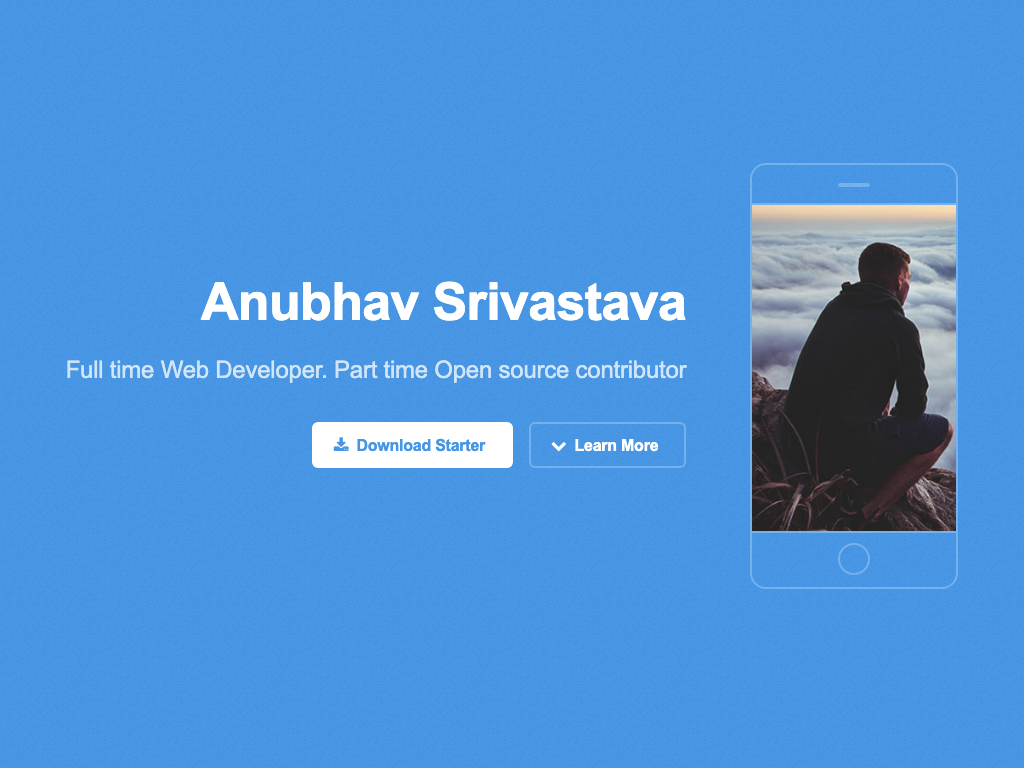 Anubhav Srivastava
Full time Web Developer. Part time Open source contributor
Download Starter
Learn More